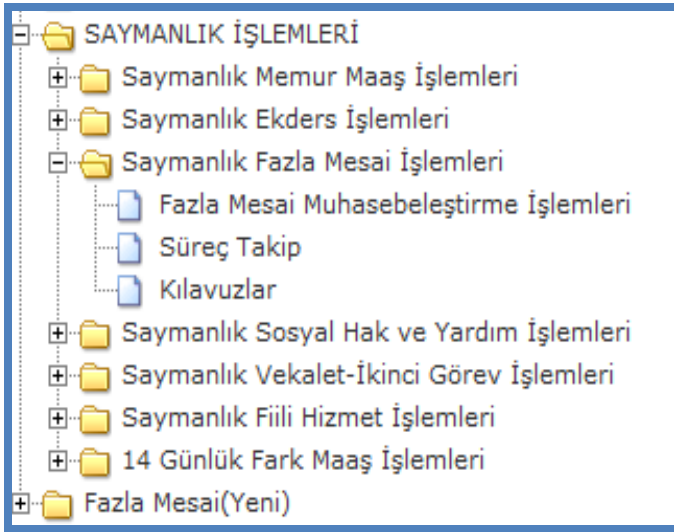 SAYMANLIK İŞLEMLERİ
Saymanlık Memur Maaş İşlemleri
Saymanlık Ekders İşlemleri
Saymanlık Fazla Mesai İşlemleri
Fazla Mesai Muhasebeleştirme İşlemleri
Süreç Takip
Kılavuzlar
Saymanlık Sosyal Hak ve Yardım İşlemleri
Saymanlık Vekalet-İkinci Görev İşlemleri
Saymanlık Fiili Hizmet İşlemleri
14 Günlük Fark Maaş İşlemleri
Fazla Mesai(Yeni)